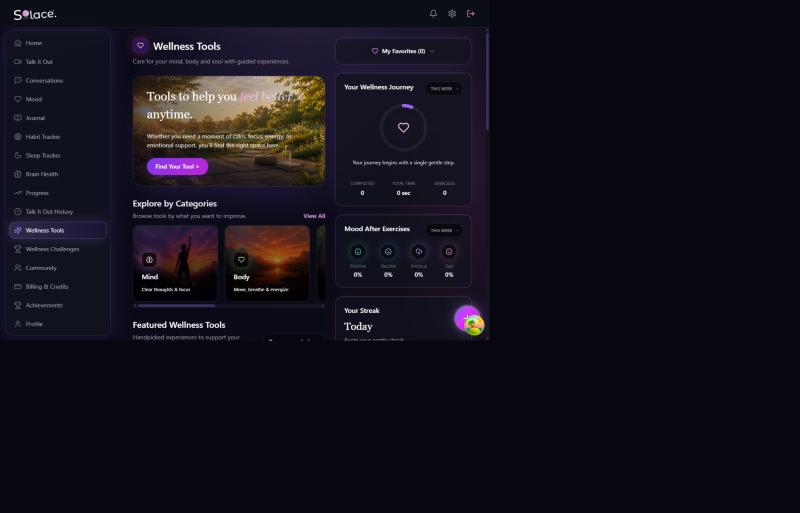 Solace.
Home
Talk It Out
Conversations
Mood
Journal
Habit Tracker
Sleep Tracker
Brain Health
Progress
Talk It Out History
Wellness Tools
Wellness Challenges
Community
Billing & Credits
Achievements
Profile
Wellness Tools
Care for your mind, body and soul with guided experiences.
Tools to help you feel better,
anytime.
Whether you need a moment of calm, focus, energy, or
emotional support, you'll find the right space here.
Find Your Tool >
Explore by Categories
Browse tools by what you want to improve.
View All
Mind
Clear thoughts & focus
Body
Move, breathe & energize
Featured Wellness Tools
Handpicked experiences to support your
My Favorites (0)
Your Wellness Journey
THIS WEEK
Your journey begins with a single gentle step.
COMPLETED
TOTAL TIME
EXERCISES
0
0 sec
0
Mood After Exercises
THIS WEEK
Positive
Neutral
Anxious
Sad
0%
0%
0%
0%
Your Streak
Today